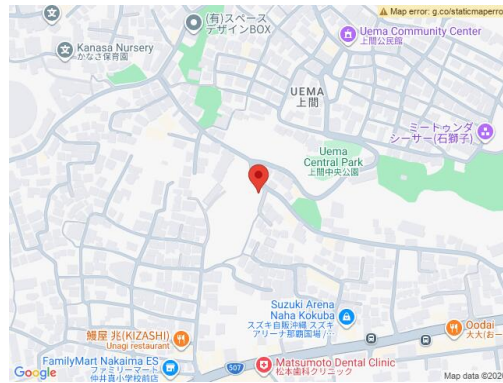 Map error: g.co/staticmaperro
(有)スペース
デザインBOX
Kanasa Nursery
かなさ保育園
Uema Community Center
上間公民館
UEMA
上間
ミートゥンダ
シーサー(石獅子)
Uema
Central Park
上間中央公園
Suzuki Arena
Naha Kokuba
スズキ自販沖縄 スズキ
アリーナ那覇国場/…
鰻屋 兆(KIZASHI)
Unagi restaurant
Oodai
大大(おー
FamilyMart Nakaima ES
ファミリーマート
仲井真小学校前店
507
Matsumoto Dental Clinic
松本歯科クリニック
Google
Map data ©202